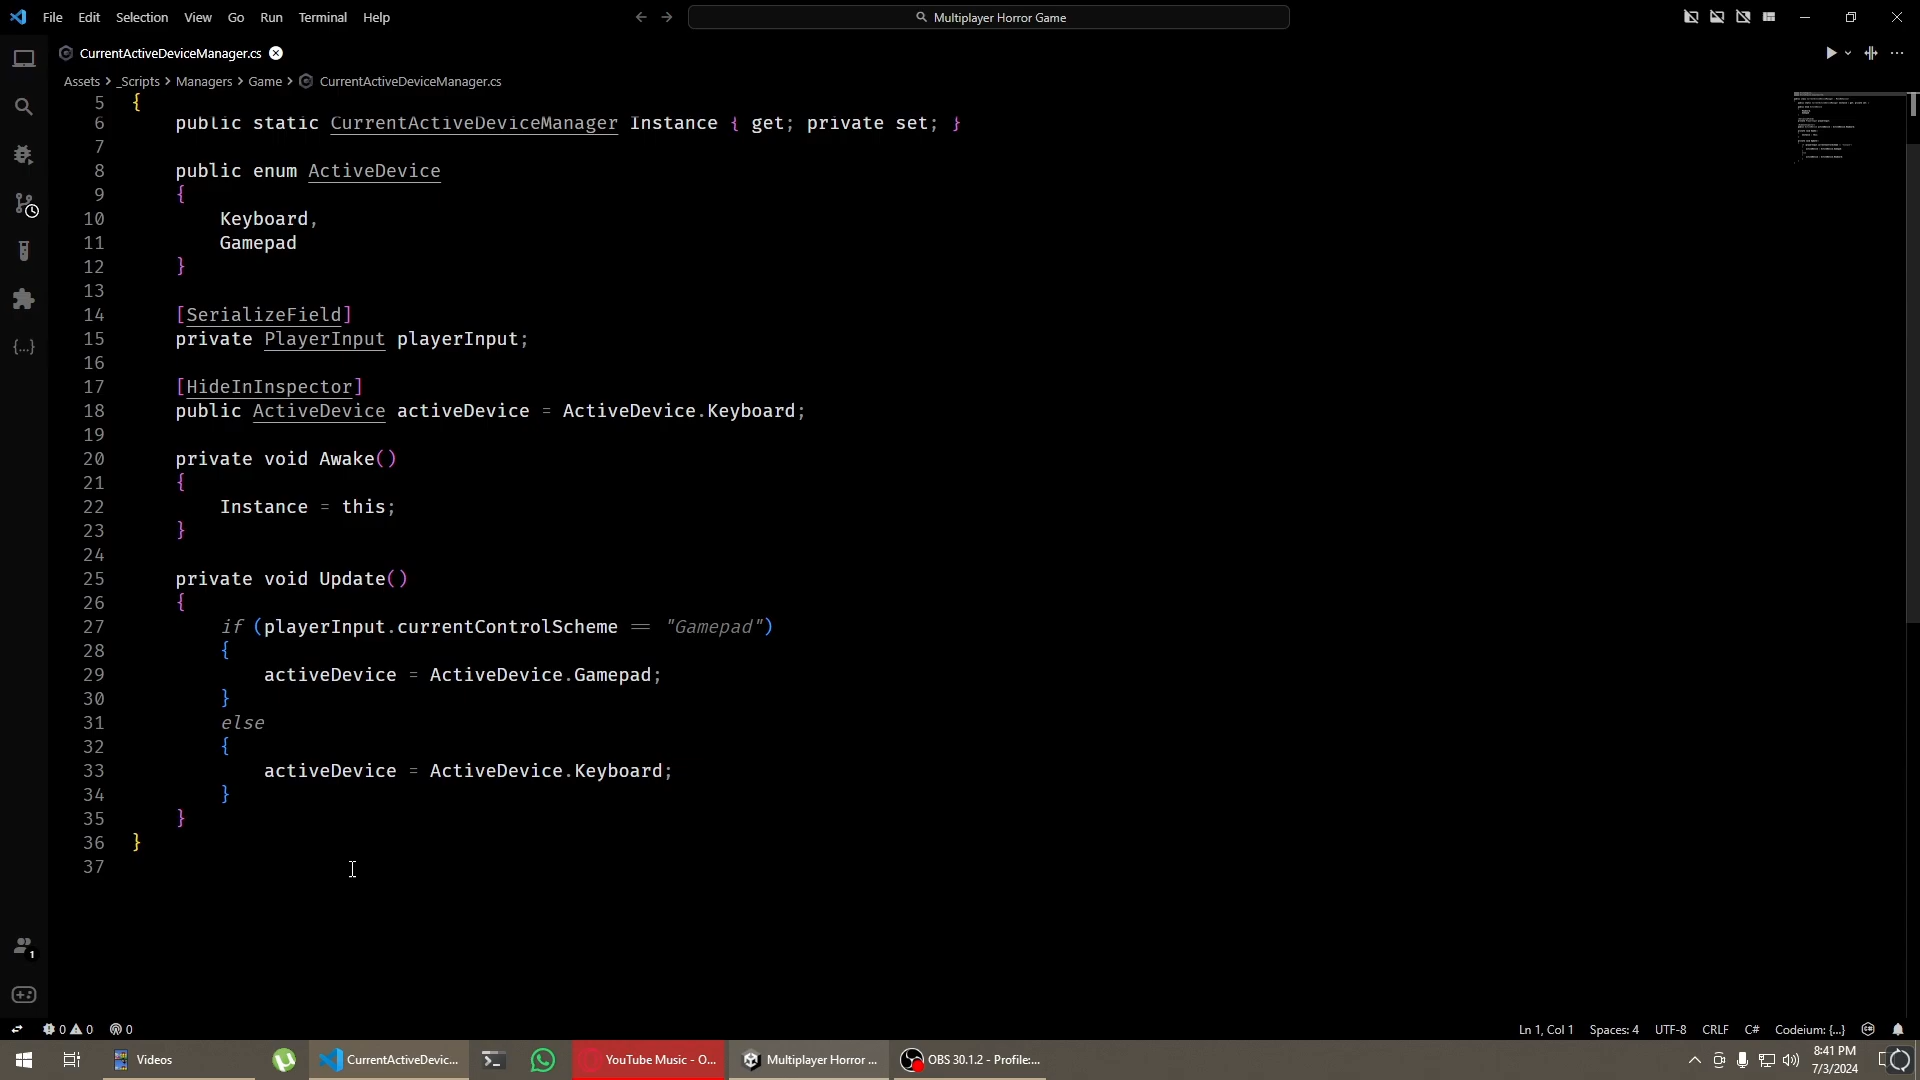 File Edit Selection View Go Run Terminal Help
Multiplayer Horror Game
CurrentActiveDeviceManager.cs
Assets > _Scripts > Managers > Game > CurrentActiveDeviceManager.cs
5 {
6 public static CurrentActiveDeviceManager Instance { get; private set; }
7
8 public enum ActiveDevice
9 {
10 Keyboard,
11 Gamepad
12 }
13
14 [SerializeField]
15 private PlayerInput playerInput;
16
17 [HideInInspector]
18 public ActiveDevice activeDevice = ActiveDevice.Keyboard;
19
20 private void Awake()
21 {
22 Instance = this;
23 }
24
25 private void Update()
26 {
27 if (playerInput.currentControlScheme == "Gamepad")
28 {
29 activeDevice = ActiveDevice.Gamepad;
30 }
31 else
32 {
33 activeDevice = ActiveDevice.Keyboard;
34 }
35 }
36 }
37
1
0 0 0 Ln 1, Col 1 Spaces: 4 UTF-8 CRLF C# Codeium: {...}
Videos CurrentActiveDevic... YouTube Music - O... Multiplayer Horror ... OBS 30.1.2 - Profile:... 8:41 PM
7/3/2024